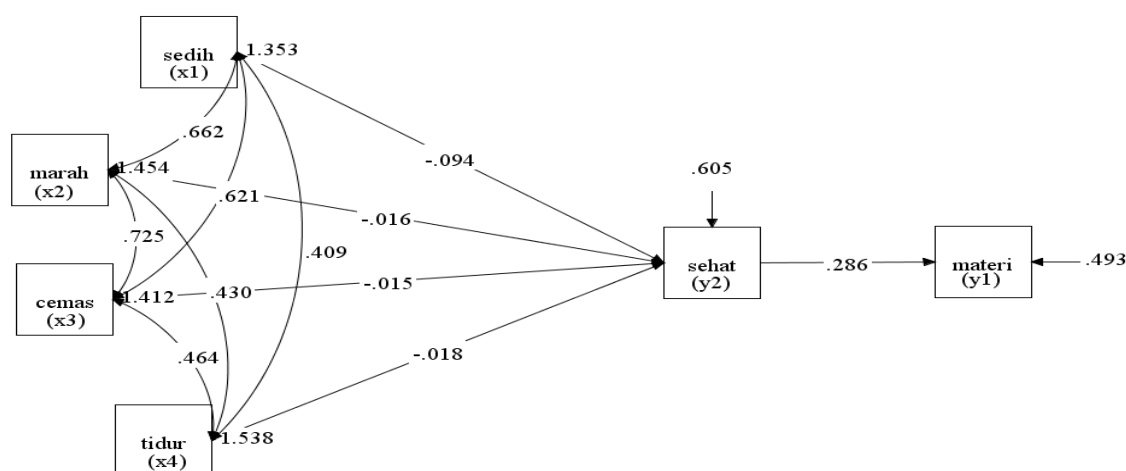 sedih
(x1)
1.353
.662
marah
(x2)
1.454
-.094
.605
.621
-.016
.725
.409
sehat
(y2)
.286
materi
(y1)
.493
cemas
(x3)
1.412
.430
-.015
.464
-.018
tidur
(x4)
1.538